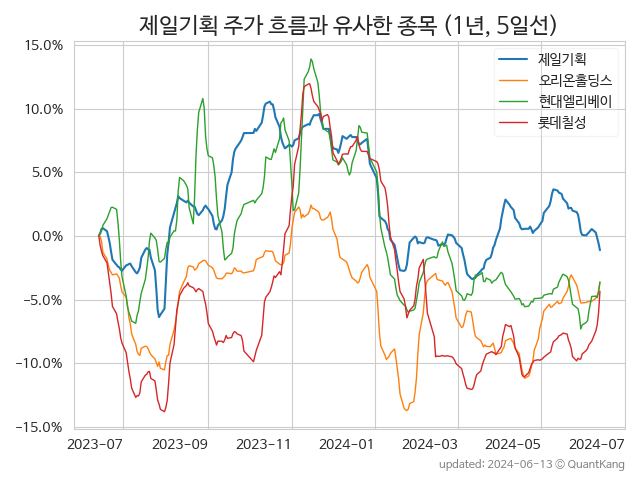 제일기획 주가 흐름과 유사한 종목 (1년, 5일선)
제일기획
오리온홀딩스
현대엘리베이
롯데칠성
15.0%
10.0%
5.0%
0.0%
−5.0%
−10.0%
−15.0%
2023-07 2023-09 2023-11 2024-01 2024-03 2024-05 2024-07
updated: 2024-06-13 ⓒ QuantKang